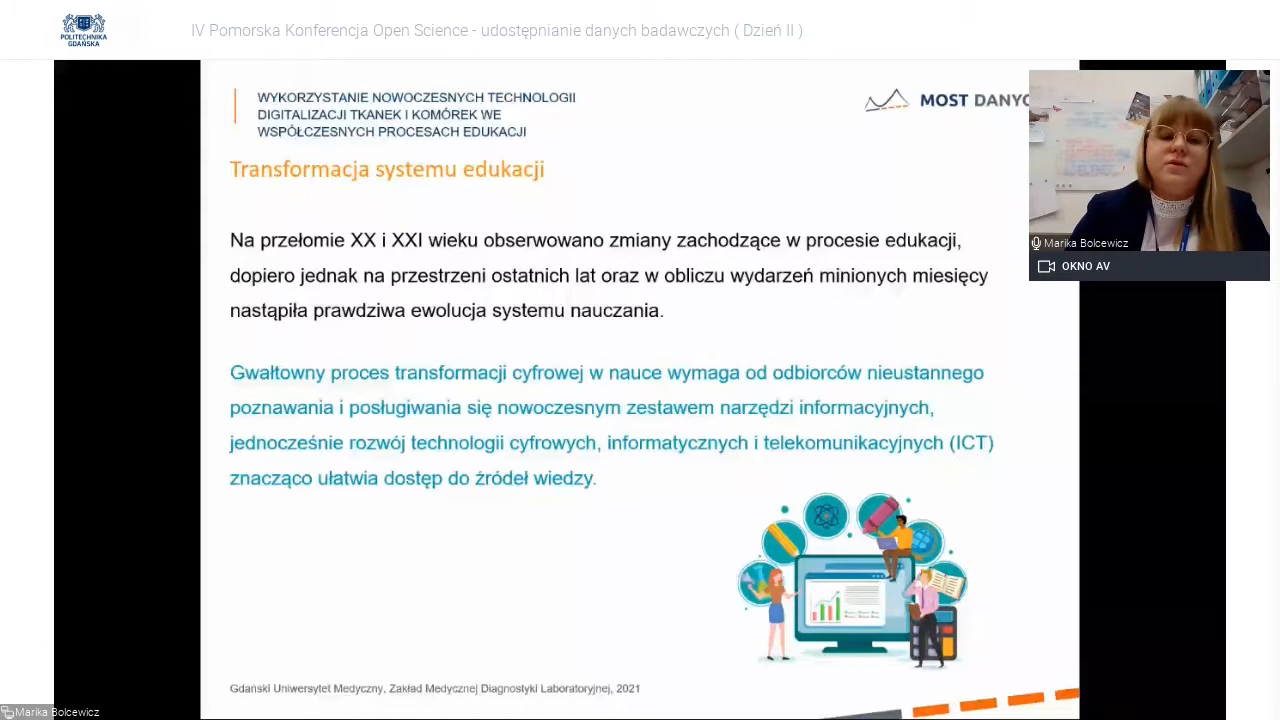 POLITECHNIKA
GDAŃSKA
IV Pomorska Konferencja Open Science - udostępnianie danych badawczych ( Dzień II )
WYKORZYSTANIE NOWOCZESNYCH TECHNOLOGII
DIGITALIZACJI TKANEK I KOMÓREK WE
WSPÓŁCZESNYCH PROCESACH EDUKACJI
MOST DANYC
Transformacja systemu edukacji
Na przełomie XX i XXI wieku obserwowano zmiany zachodzące w procesie edukacji,
dopiero jednak na przestrzeni ostatnich lat oraz w obliczu wydarzeń minionych miesięcy
nastąpiła prawdziwa ewolucja systemu nauczania.
Marika Bolcewicz
OKNO AV
Gwałtowny proces transformacji cyfrowej w nauce wymaga od odbiorców nieustannego
poznawania i posługiwania się nowoczesnym zestawem narzędzi informacyjnych,
jednocześnie rozwój technologii cyfrowych, informatycznych i telekomunikacyjnych (ICT)
znacząco ułatwia dostęp do źródeł wiedzy.
Gdański Uniwersytet Medyczny, Zakład Medycznej Diagnostyki Laboratoryjnej, 2021
Marika Bolcewicz